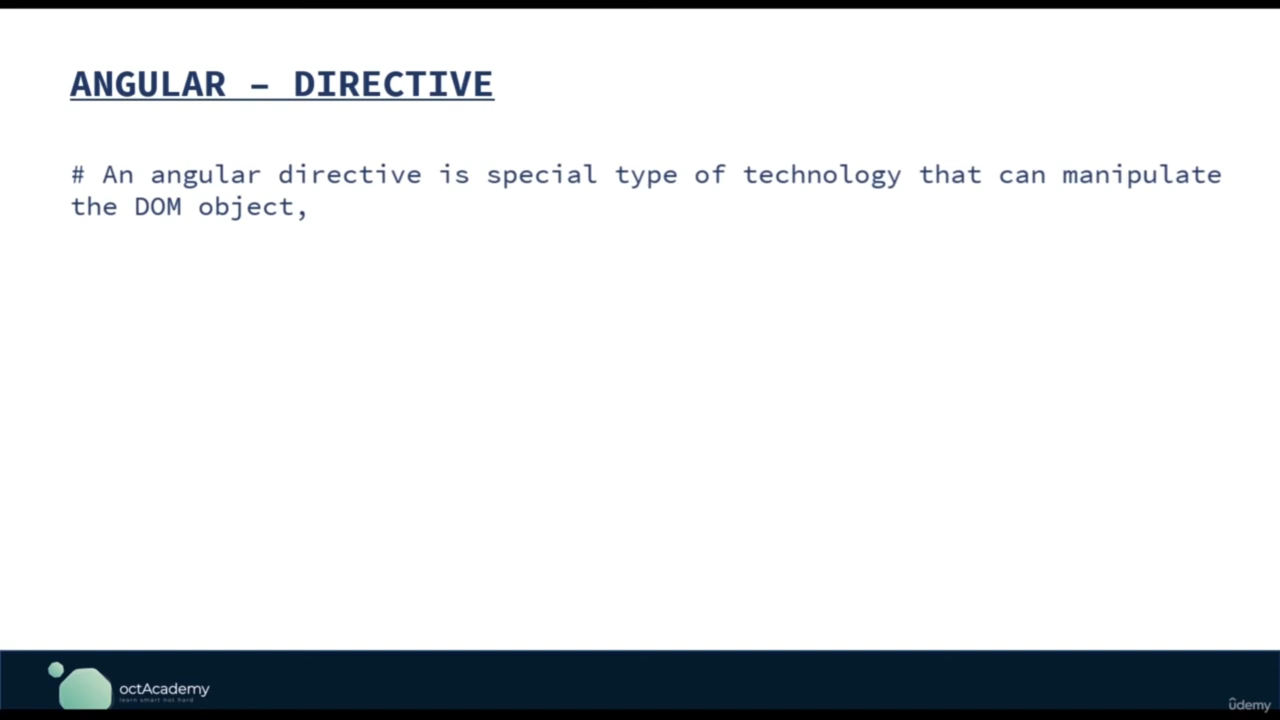 ANGULAR – DIRECTIVE
# An angular directive is special type of technology that can manipulate
the DOM object,
octAcademy
learn smart not hard
ûdemy